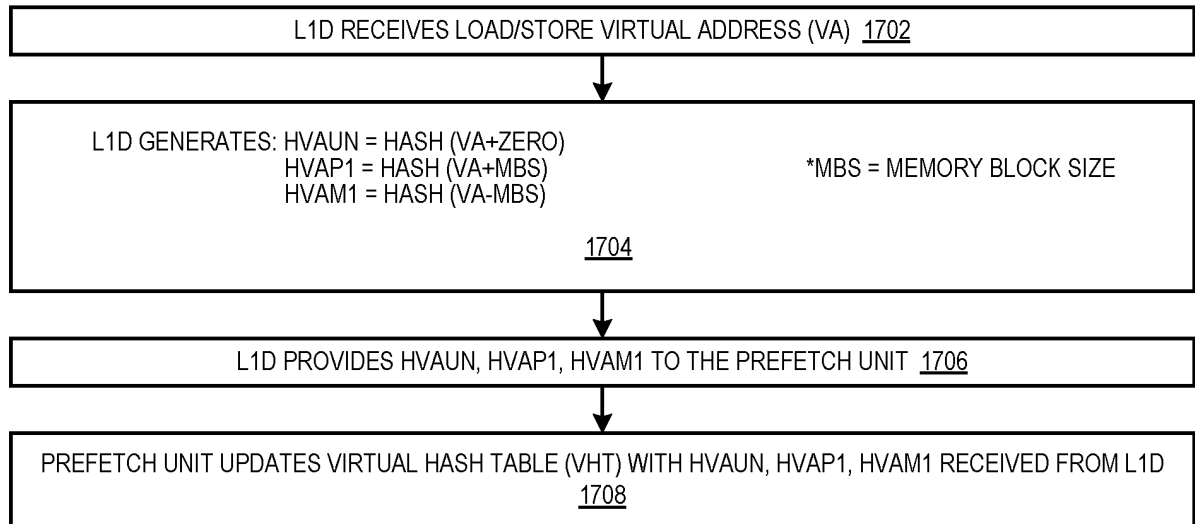 L1D RECEIVES LOAD/STORE VIRTUAL ADDRESS (VA) 1702
L1D GENERATES: HVAUN = HASH (VA+ZERO)
HVAP1 = HASH (VA+MBS) *MBS = MEMORY BLOCK SIZE
HVAM1 = HASH (VA-MBS)
1704
L1D PROVIDES HVAUN, HVAP1, HVAM1 TO THE PREFETCH UNIT 1706
PREFETCH UNIT UPDATES VIRTUAL HASH TABLE (VHT) WITH HVAUN, HVAP1, HVAM1 RECEIVED FROM L1D
1708